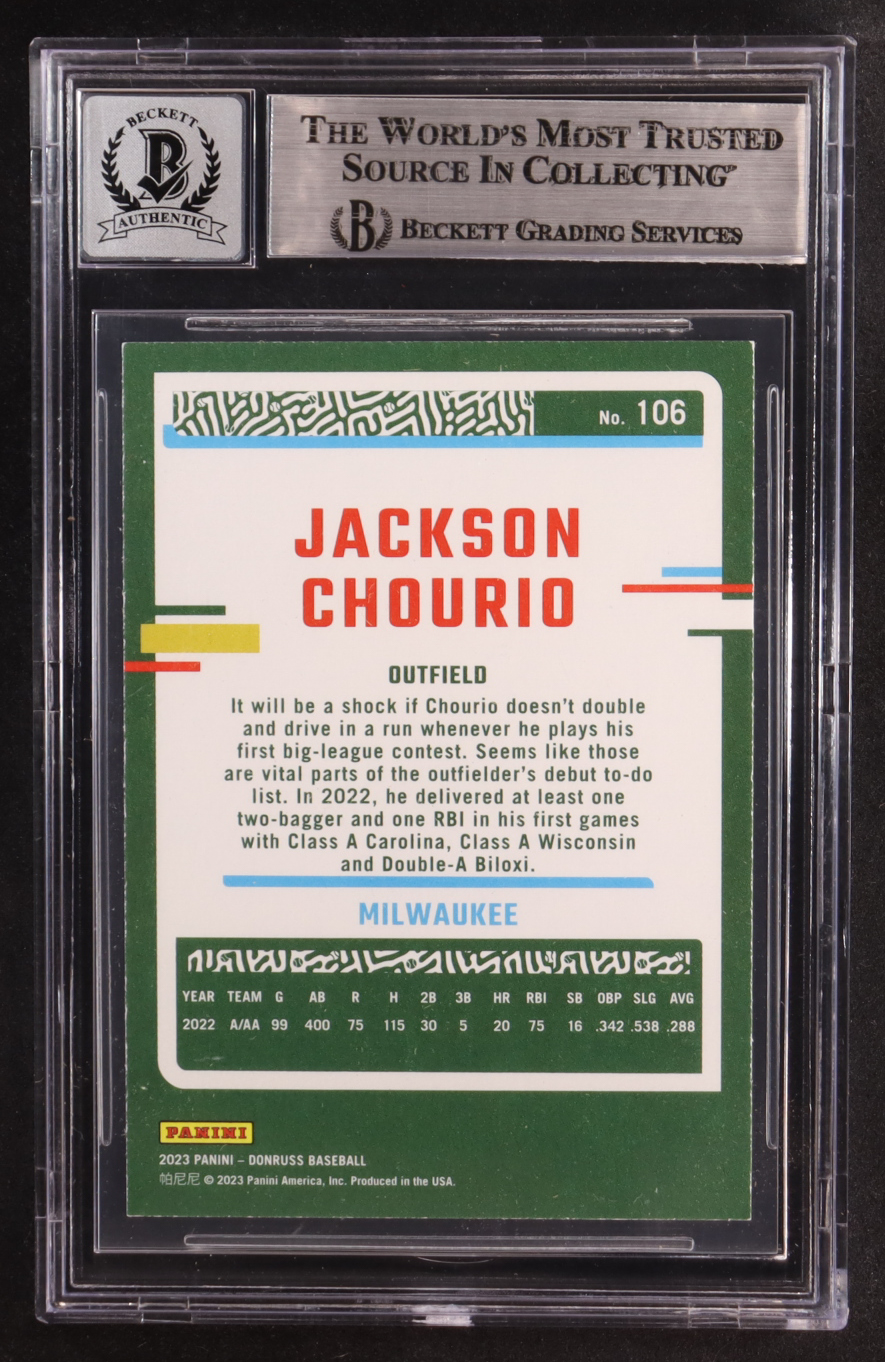 BECKETT
B
AUTHENTIC
THE WORLD'S MOST TRUSTED
SOURCE IN COLLECTING
B BECKETT GRADING SERVICES
No. 106
JACKSON
CHOURIO
OUTFIELD
It will be a shock if Chourio doesn't double
and drive in a run whenever he plays his
first big-league contest. Seems like those
are vital parts of the outfielder's debut to-do
list. In 2022, he delivered at least one
two-bagger and one RBI in his first games
with Class A Carolina, Class A Wisconsin
and Double-A Biloxi.
MILWAUKEE
YEAR TEAM G AB R H 2B 3B HR RBI SB OBP SLG AVG
2022 A/AA 99 400 75 115 30 5 20 75 16 .342 .538 .288
PANINI
2023 PANINI – DONRUSS BASEBALL
帕尼尼 © 2023 Panini America, Inc. Produced in the USA.